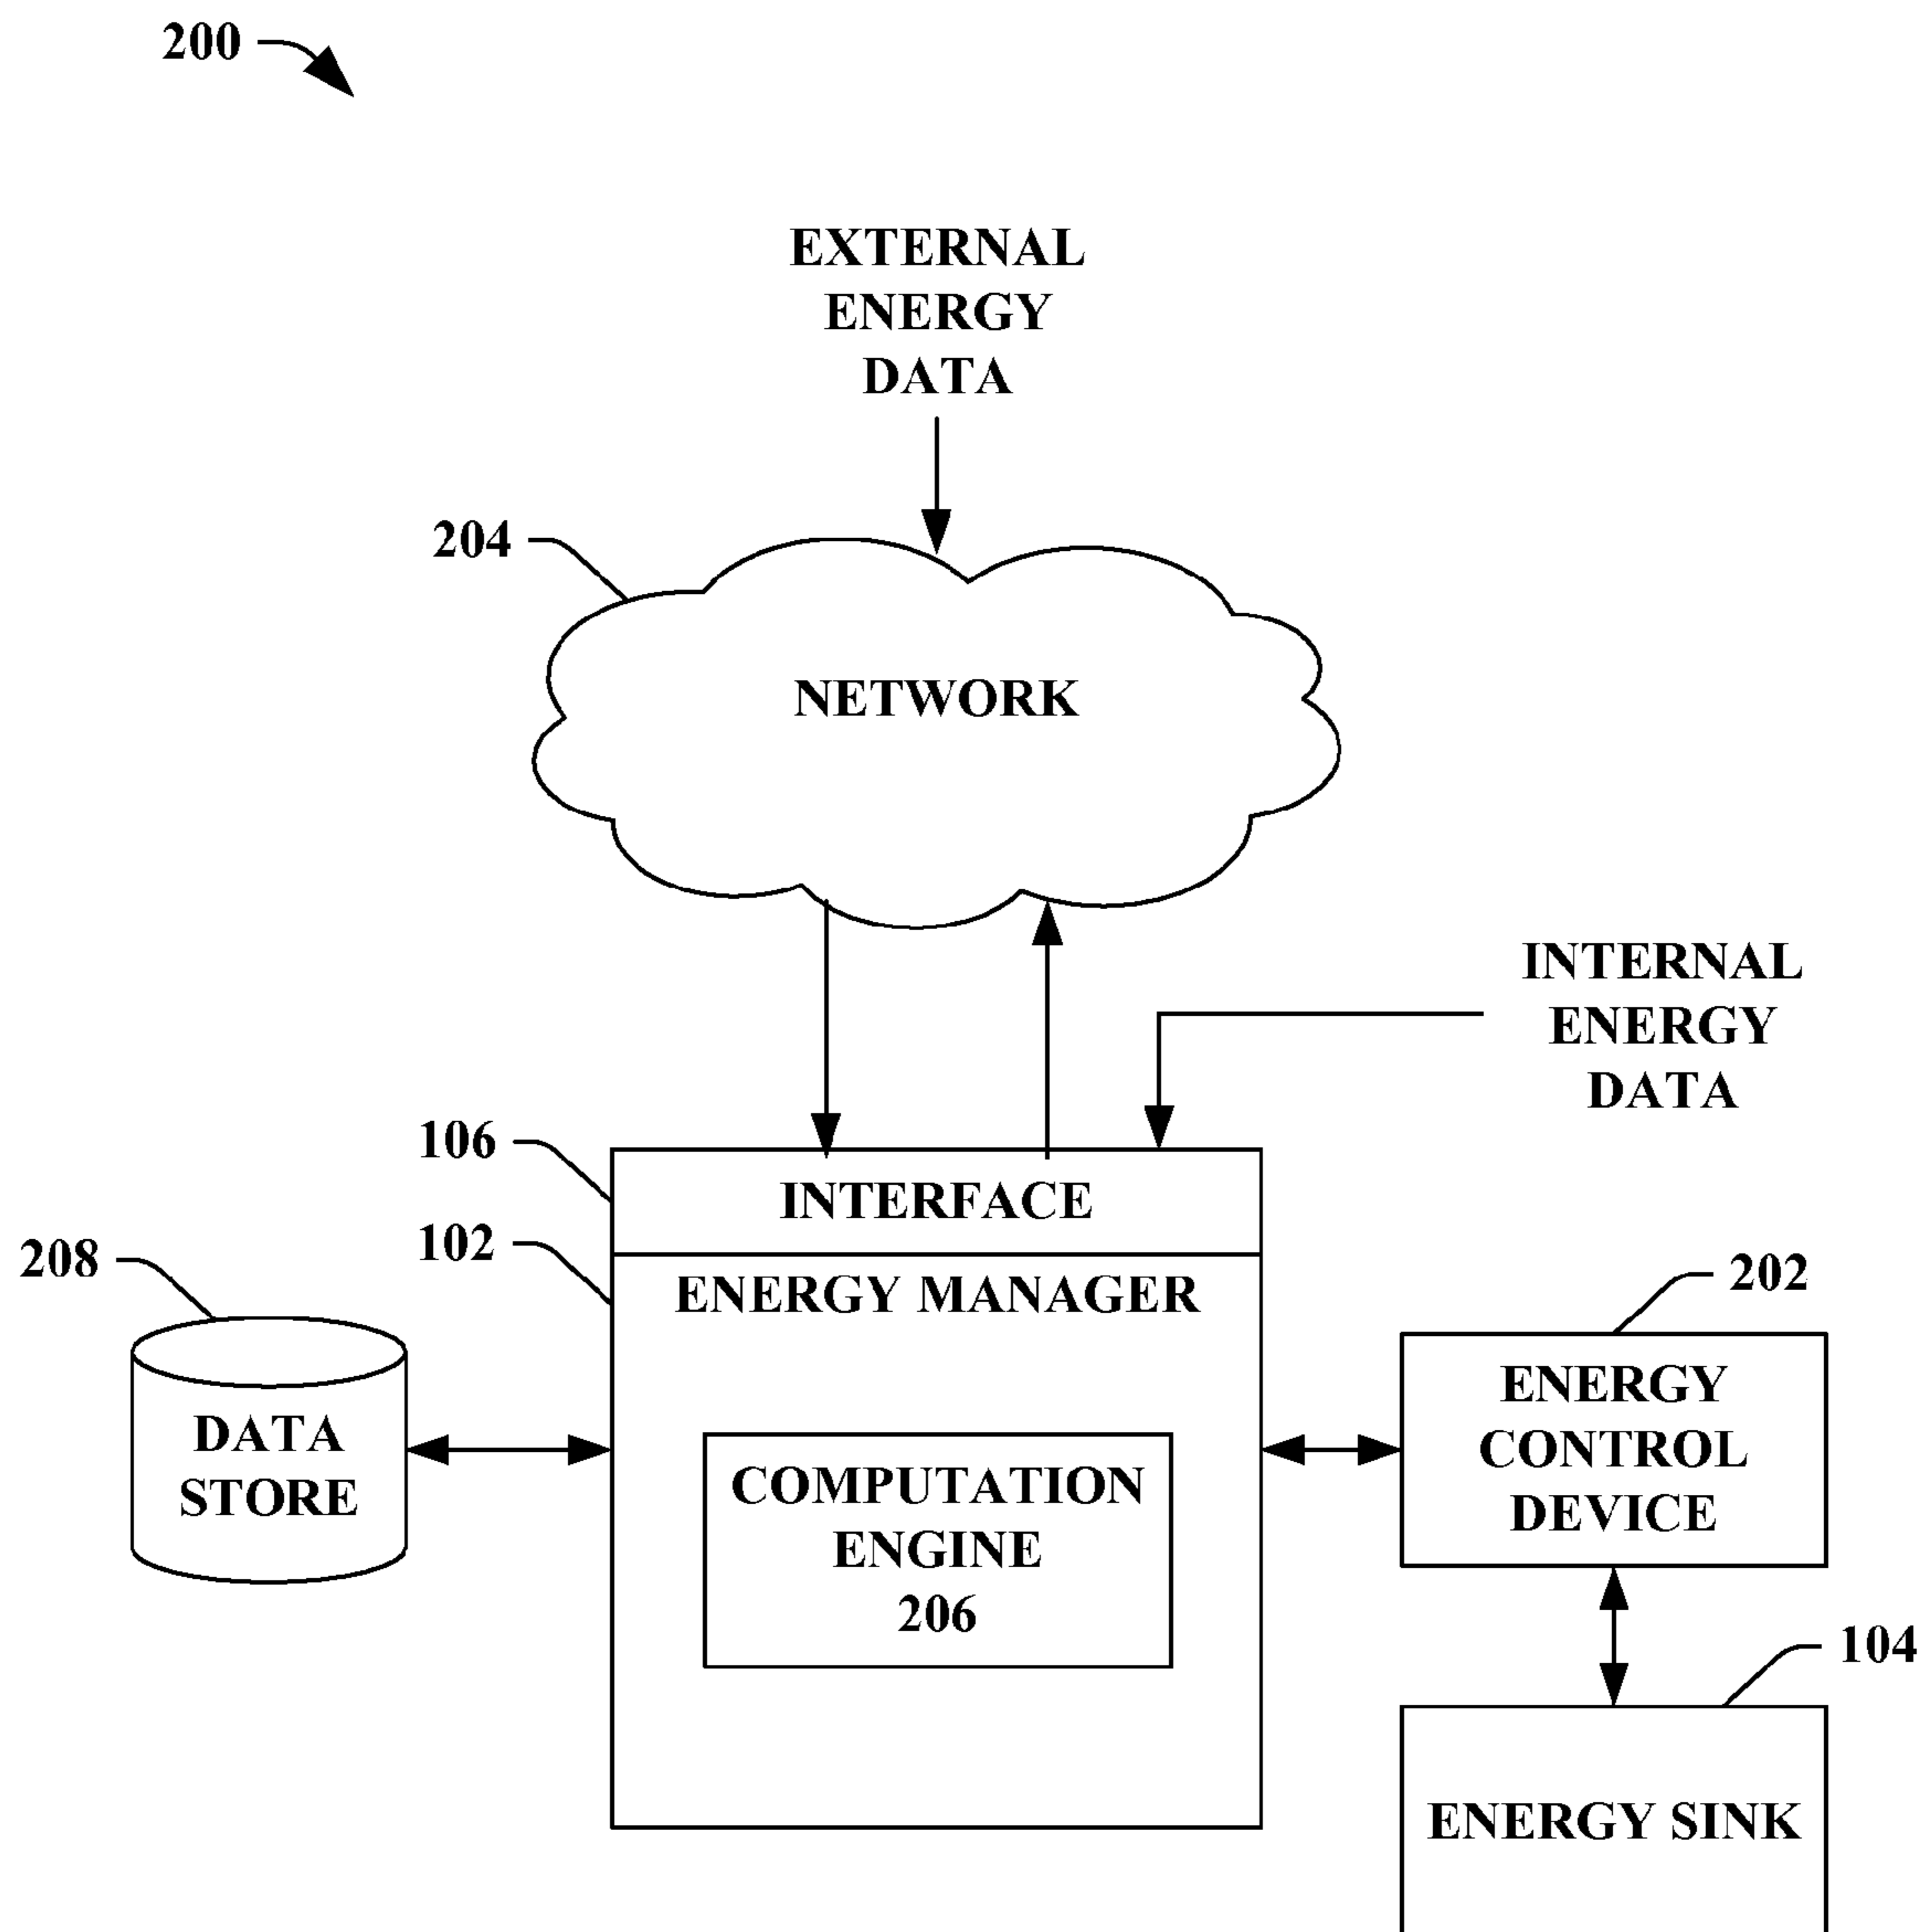 200
EXTERNAL
ENERGY
DATA
204
NETWORK
INTERNAL
ENERGY
DATA
106
INTERFACE
102
ENERGY MANAGER
208
DATA
STORE
COMPUTATION
ENGINE
206
202
ENERGY
CONTROL
DEVICE
104
ENERGY SINK